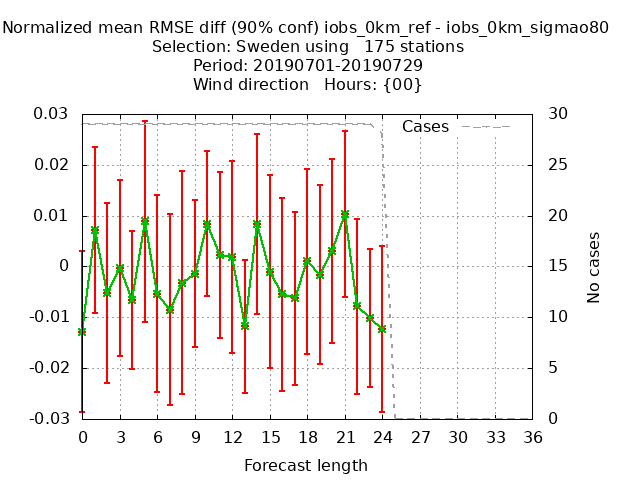 Normalized mean RMSE diff (90% conf) iobs_0km_ref - iobs_0km_sigmao80
Selection: Sweden using   175 stations
Period: 20190701-20190729
Wind direction   Hours: {00}
Cases
0.03
0.02
0.01
0
-0.01
-0.02
-0.03
30
25
20
15
10
5
0
No cases
0 3 6 9 12 15 18 21 24 27 30 33 36
Forecast length